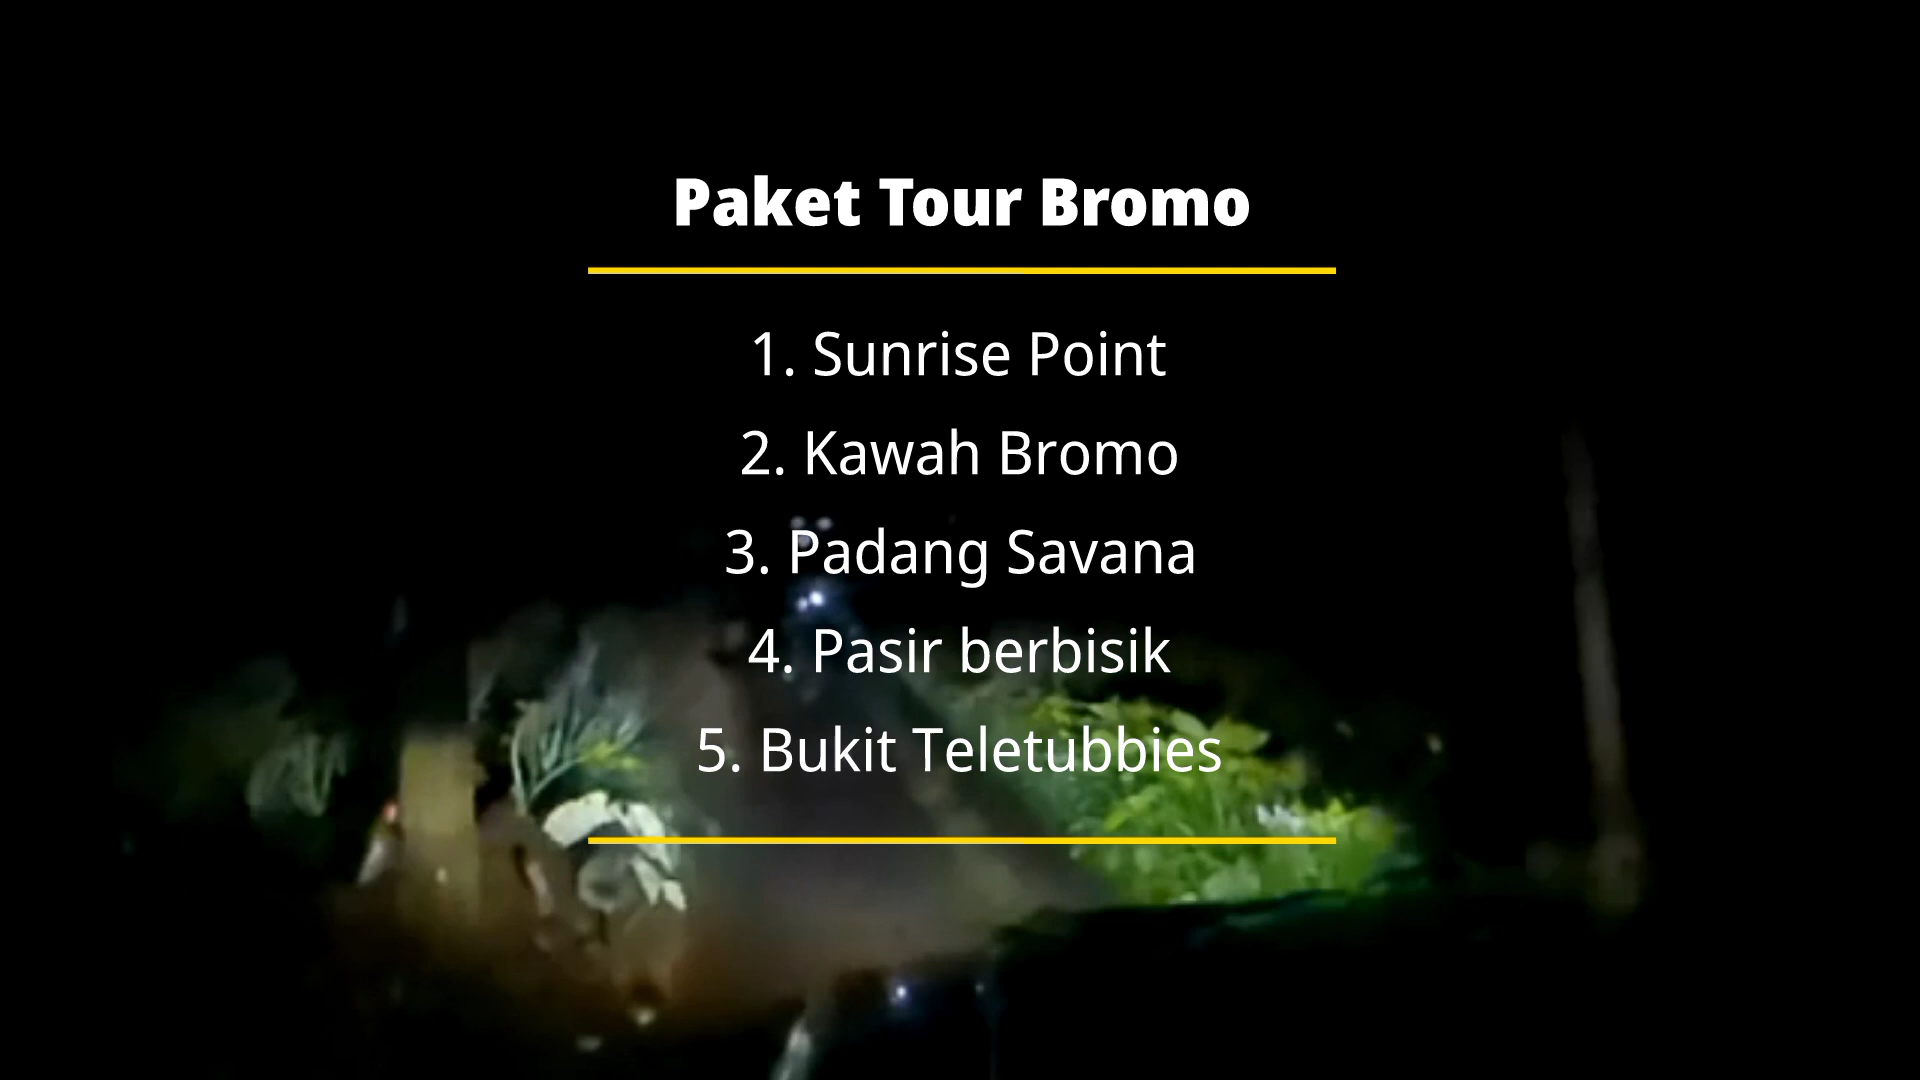 Paket Tour Bromo
1. Sunrise Point
2. Kawah Bromo
3. Padang Savana
4. Pasir berbisik
5. Bukit Teletubbies